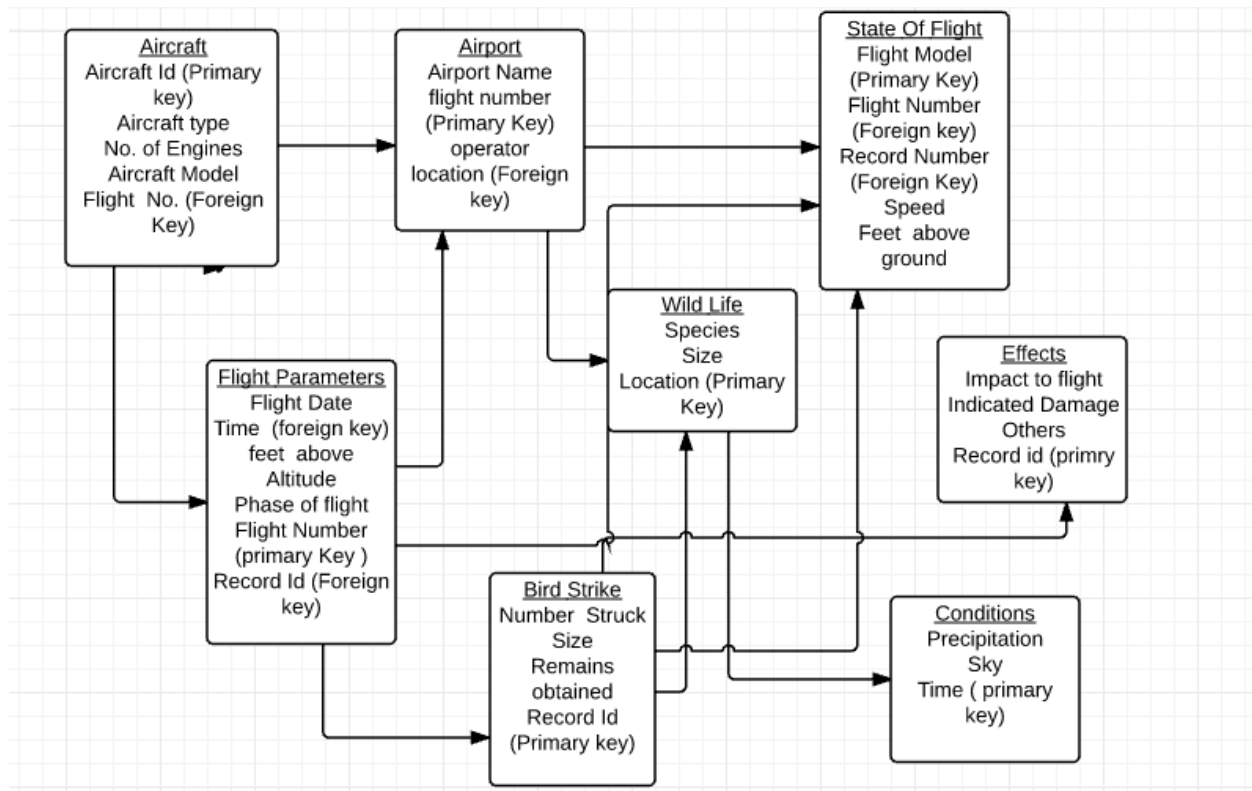 Aircraft
Aircraft Id (Primary
key)
Aircraft type
No. of Engines
Aircraft Model
Flight No. (Foreign
Key)
Airport
Airport Name
flight number
(Primary Key)
operator
location (Foreign
key)
State Of Flight
Flight Model
(Primary Key)
Flight Number
(Foreign key)
Record Number
(Foreign Key)
Speed
Feet above
ground
Wild Life
Species
Size
Location (Primary
Key)
Effects
Impact to flight
Indicated Damage
Others
Record id (primry
key)
Flight Parameters
Flight Date
Time (foreign key)
feet above
Altitude
Phase of flight
Flight Number
(primary Key )
Record Id (Foreign
key)
Bird Strike
Number Struck
Size
Remains
obtained
Record Id
(Primary key)
Conditions
Precipitation
Sky
Time ( primary
key)